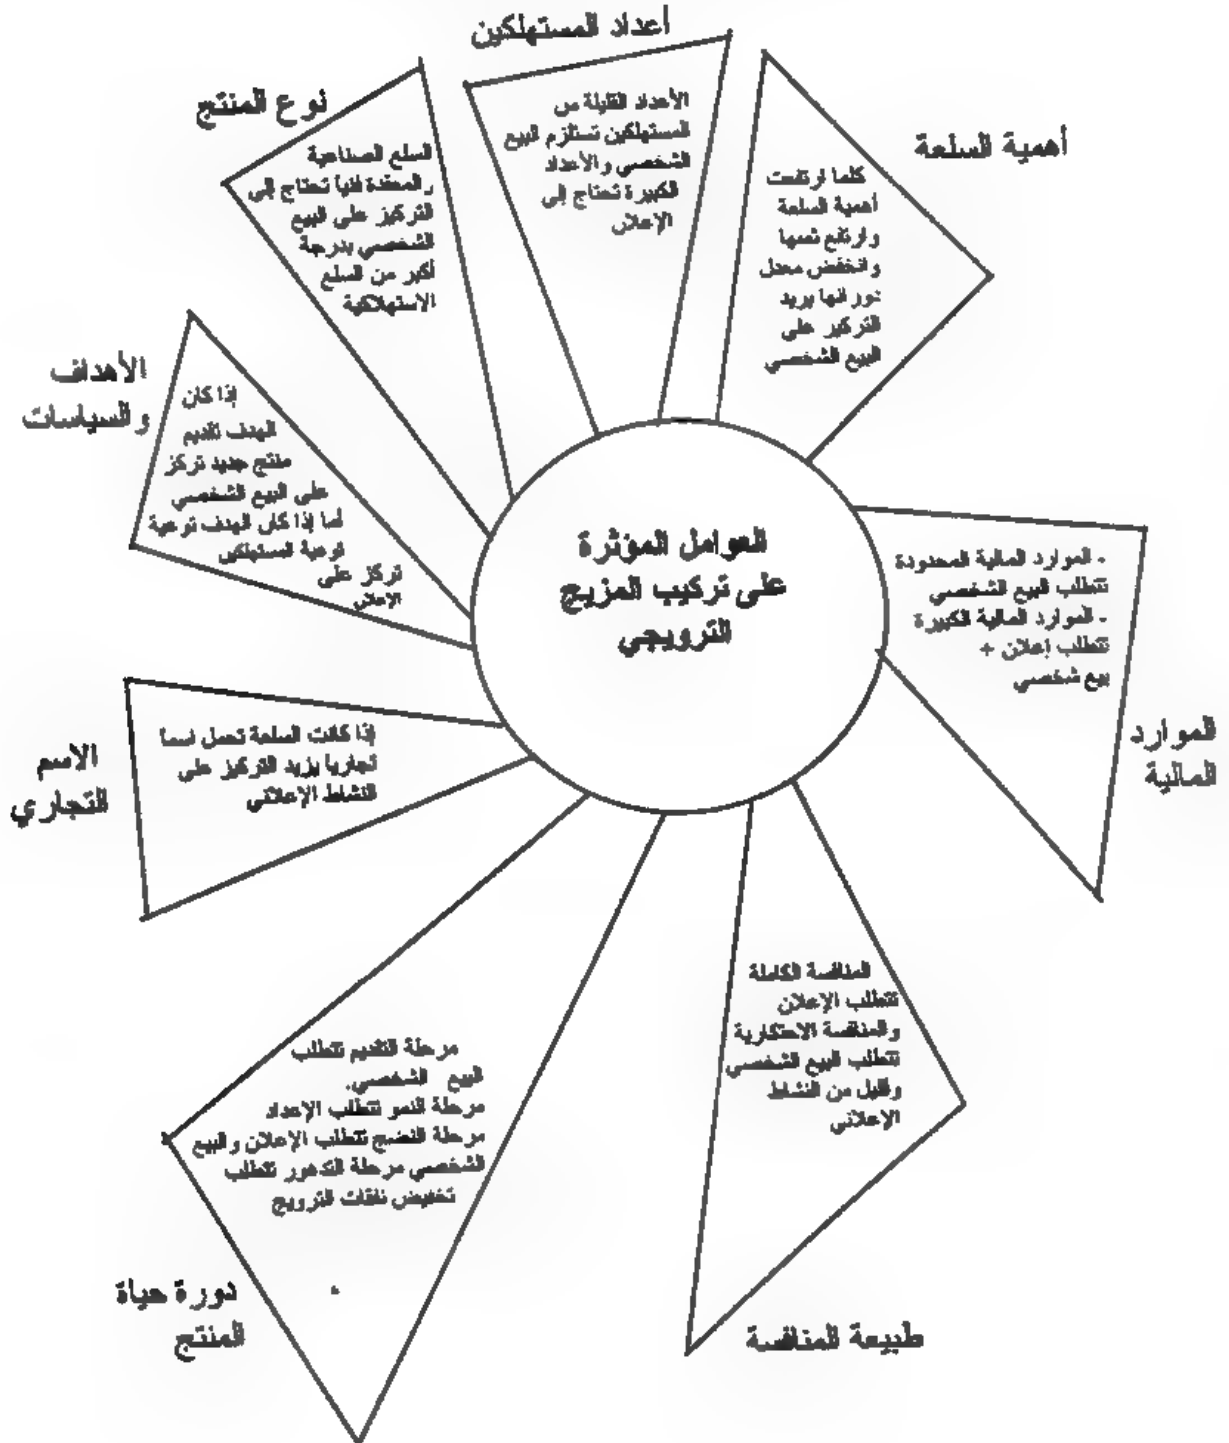 أعداد المستهلكين
الأعداد القليلة من
المستهلكين تستلزم البيع
الشخصي والأعداد
الكبيرة تحتاج إلى
الإعلان
أهمية السلعة
كلما ارتفعت
أهمية السلعة
وارتفع ثمنها
وانخفض معدل
دورانها يزيد
التركيز على
البيع الشخصي
نوع المنتج
السلع الصناعية
والمعقدة فنياً تحتاج إلى
التركيز على البيع
الشخصي بدرجة
أكبر من السلع
الاستهلاكية
الأهداف
والسياسات
إذا كان
الهدف تقديم
منتج جديد تركز
على البيع الشخصي
أما إذا كان الهدف توعية
توعية المستهلكين
تركز على
الإعلان
العوامل المؤثرة
على تركيب المزيج
الترويجي
- الموارد المالية المحدودة
تتطلب البيع الشخصي
- الموارد المالية الكبيرة
تتطلب إعلان +
بيع شخصي
الموارد
المالية
الاسم
التجاري
إذا كانت السلعة تحمل اسما
تجاريا يزيد التركيز على
النشاط الإعلاني
المنافسة الكاملة
تتطلب الإعلان
والمنافسة الاحتكارية
تتطلب البيع الشخصي
وقليل من النشاط
الإعلاني
طبيعة المنافسة
مرحلة التقديم تتطلب
البيع الشخصي.
مرحلة النمو تتطلب الإعداد
مرحلة النضج تتطلب الإعلان والبيع
الشخصي مرحلة التدهور تتطلب
تخفيض نفقات الترويج
دورة حياة
المنتج